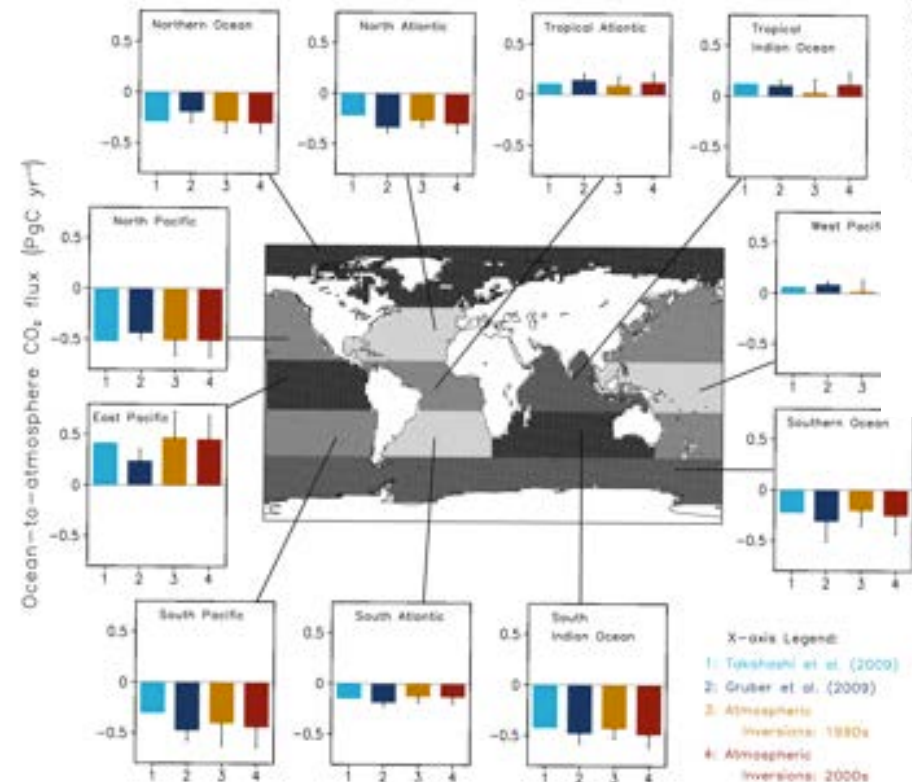 Northern Ocean
0.5
0
−0.5
1 2 3 4
North Atlantic
0.5
0
−0.5
1 2 3 4
Tropical Atlantic
0.5
0
−0.5
1 2 3 4
Tropical
Indian Ocean
0.5
0
−0.5
1 2 3 4
Ocean−to−atmosphere CO₂ flux (PgC yr⁻¹)
North Pacific
0.5
0
−0.5
1 2 3 4
West Pacif
0.5
0
−0.5
1 2 3
East Pacific
0.5
0
−0.5
1 2 3 4
Southern Ocean
0.5
0
−0.5
1 2 3 4
South Pacific
0.5
0
−0.5
1 2 3 4
South Atlantic
0.5
0
−0.5
1 2 3 4
South
Indian Ocean
0.5
0
−0.5
1 2 3 4
X−axis Legend:
1: Takahashi et al. (2009)
2: Gruber et al. (2009)
3: Atmospheric
Inversions: 1990s
4: Atmospheric
Inversions: 2000s